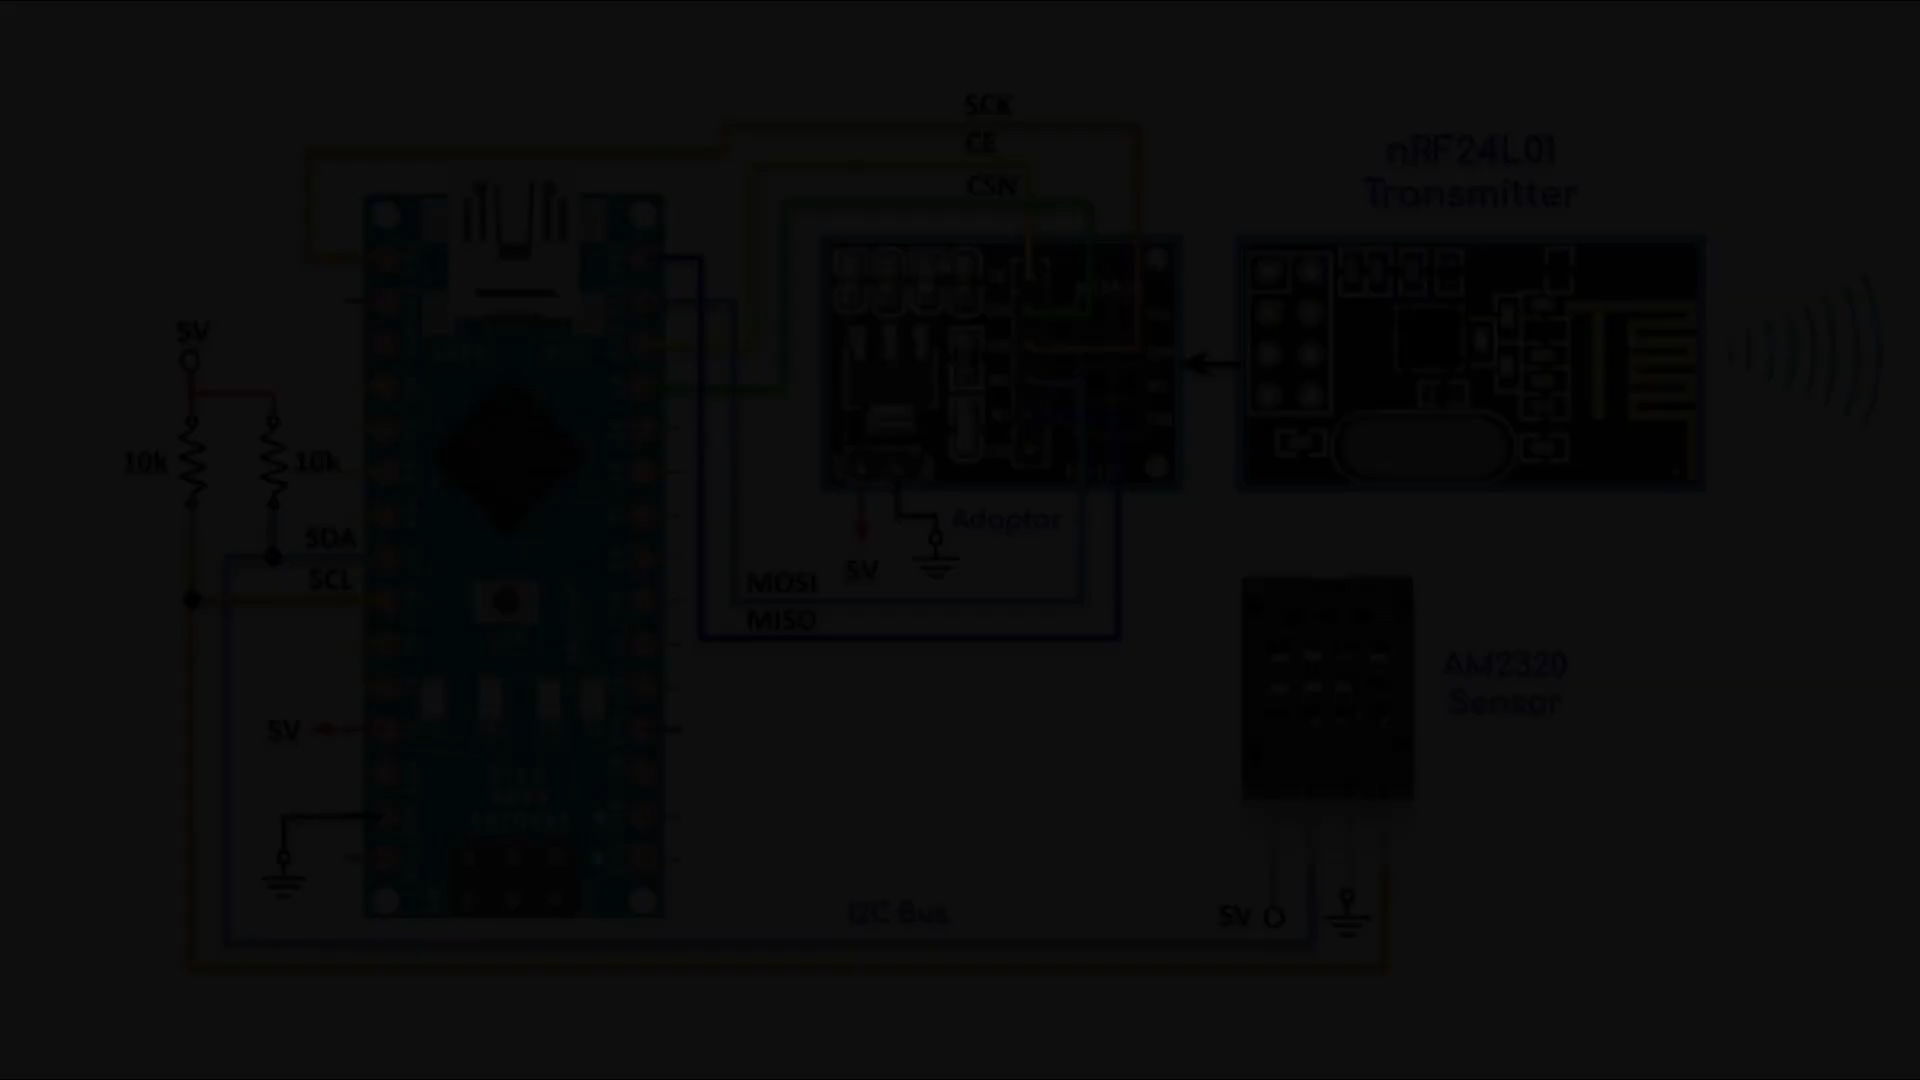 SCK
CE
CSN
nRF24L01
Transmitter
5V
10k
10k
SDA
SCL
Adaptor
5V
MOSI
MISO
AM2320
Sensor
5V
I2C Bus
5V